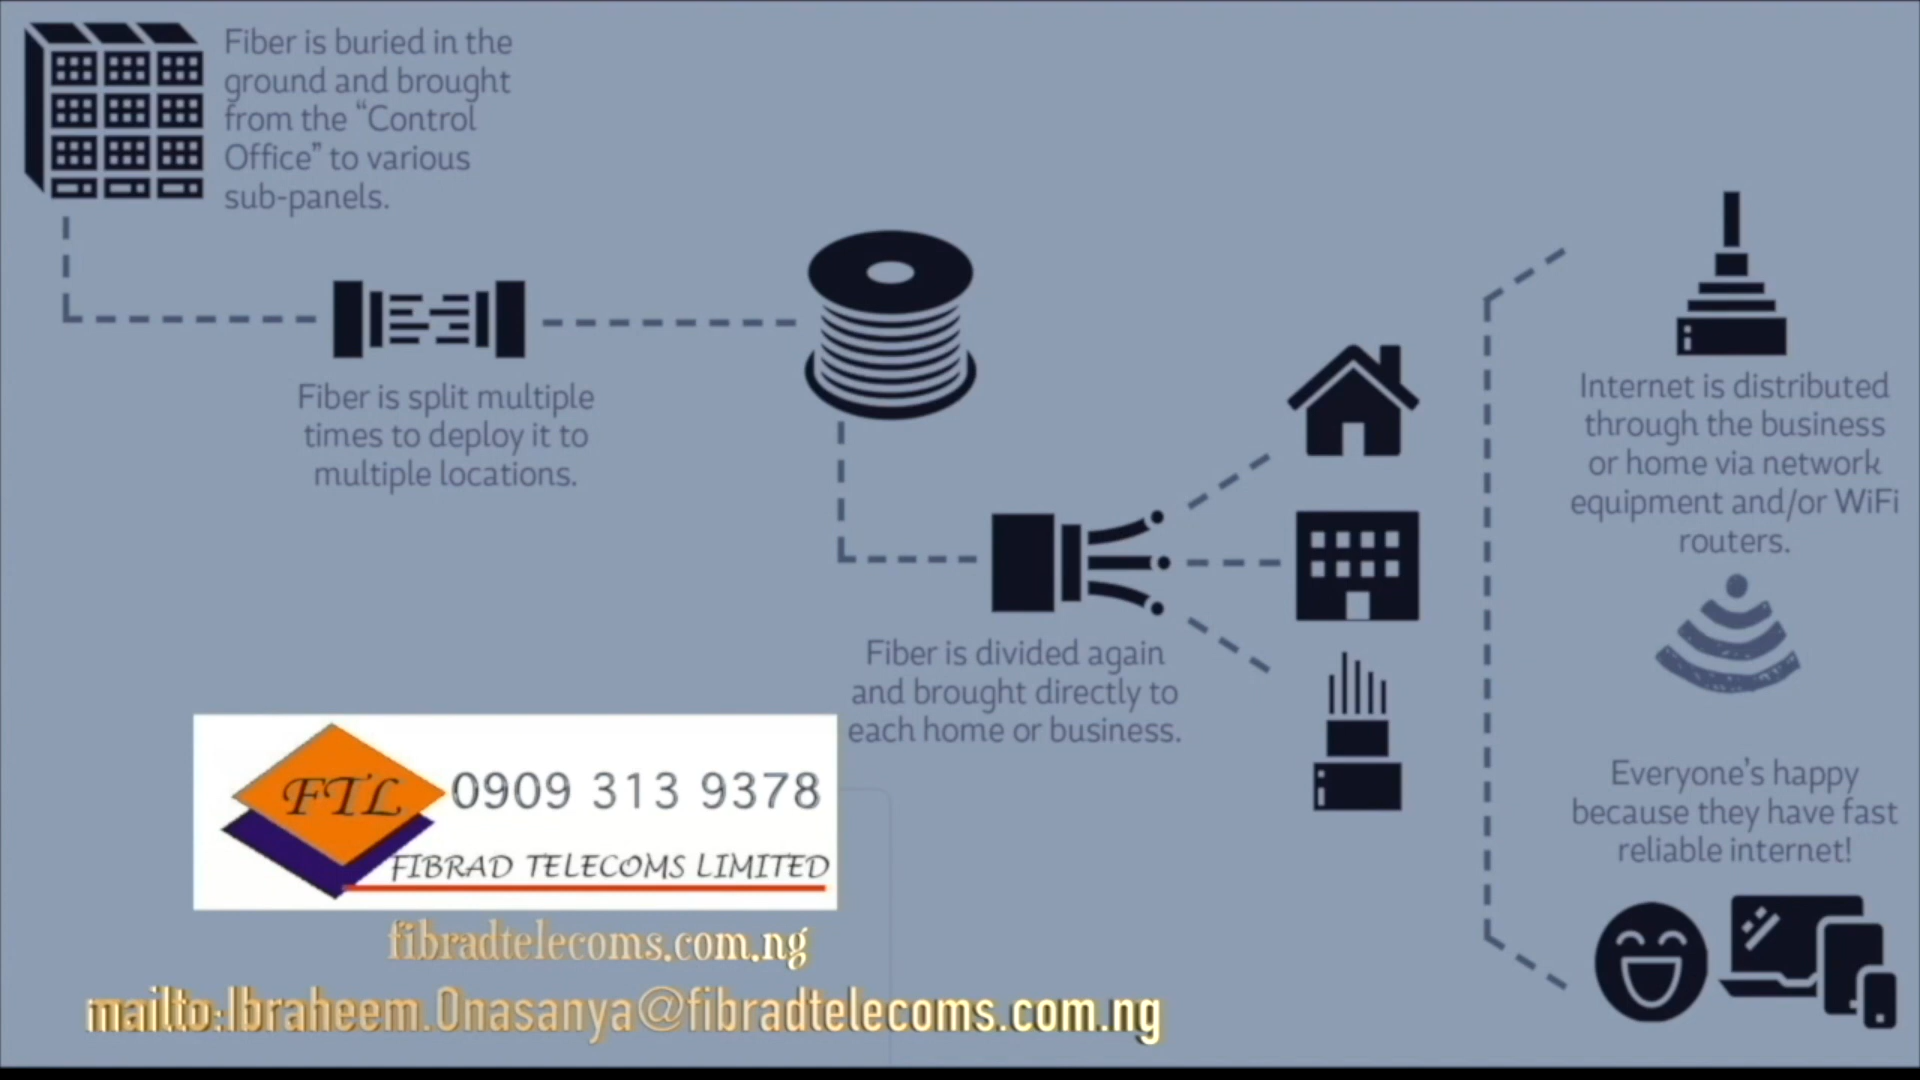 Fiber is buried in the
ground and brought
from the “Control
Office” to various
sub-panels.
Fiber is split multiple
times to deploy it to
multiple locations.
Fiber is divided again
and brought directly to
each home or business.
Internet is distributed
through the business
or home via network
equipment and/or WiFi
routers.
Everyone's happy
because they have fast
reliable internet!
FTL
0909 313 9378
FIBRAD TELECOMS LIMITED
fibradtelecoms.com.ng
mailto:Ibraheem.Onasanya@fibradtelecoms.com.ng